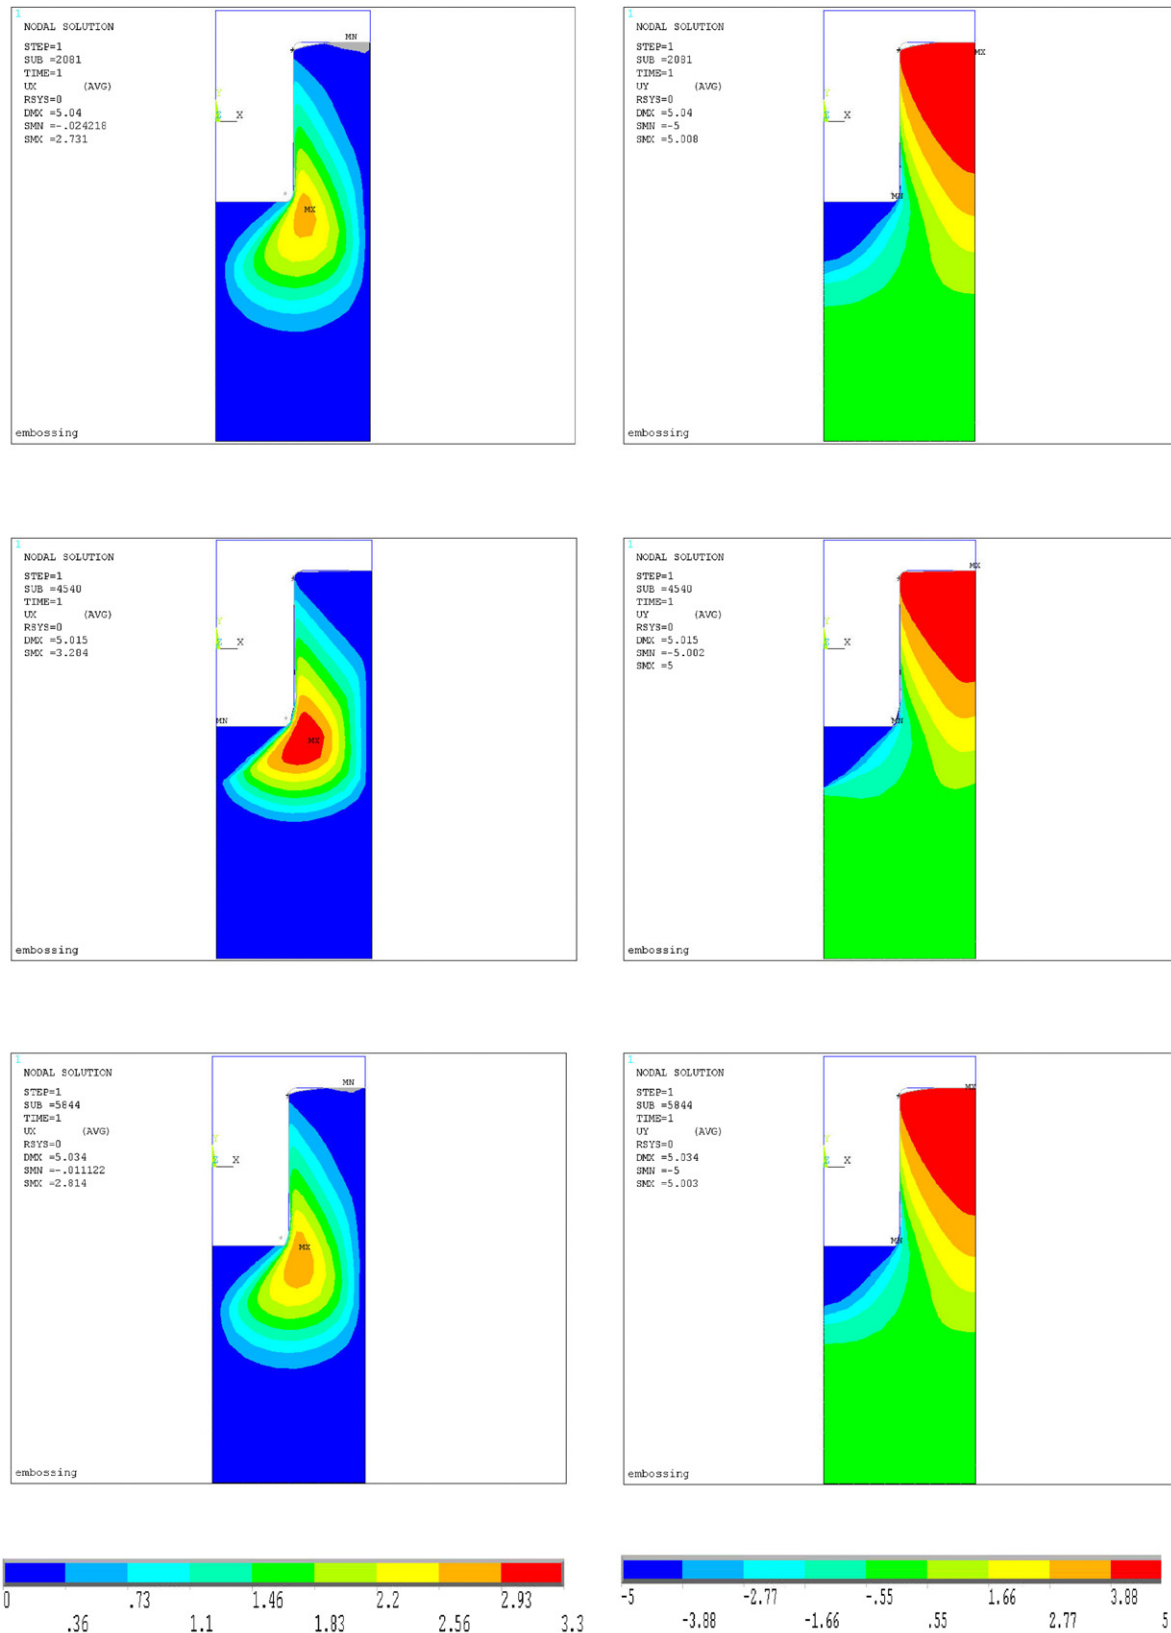 1
NODAL SOLUTION
STEP=1
SUB =2081
TIME=1
UX (AVG)
RSYS=0
DMX =5.04
SMN =-.024218
SMX =2.731
MN
Y
Z X
MX
embossing
1
NODAL SOLUTION
STEP=1
SUB =2081
TIME=1
UY (AVG)
RSYS=0
DMX =5.04
SMN =-5
SMX =5.008
MX
Y
Z X
MN
embossing
1
NODAL SOLUTION
STEP=1
SUB =4540
TIME=1
UX (AVG)
RSYS=0
DMX =5.015
SMX =3.284
Y
Z X
MN
MX
embossing
1
NODAL SOLUTION
STEP=1
SUB =4540
TIME=1
UY (AVG)
RSYS=0
DMX =5.015
SMN =-5.002
SMX =5
MX
Y
Z X
MN
embossing
1
NODAL SOLUTION
STEP=1
SUB =5844
TIME=1
UX (AVG)
RSYS=0
DMX =5.034
SMN =-.011122
SMX =2.814
MN
Y
Z X
MX
embossing
1
NODAL SOLUTION
STEP=1
SUB =5844
TIME=1
UY (AVG)
RSYS=0
DMX =5.034
SMN =-5
SMX =5.003
MX
Y
Z X
MN
embossing
0 .73 1.46 2.2 2.93
.36 1.1 1.83 2.56 3.3
-5 -2.77 -.55 1.66 3.88
-3.88 -1.66 .55 2.77 5